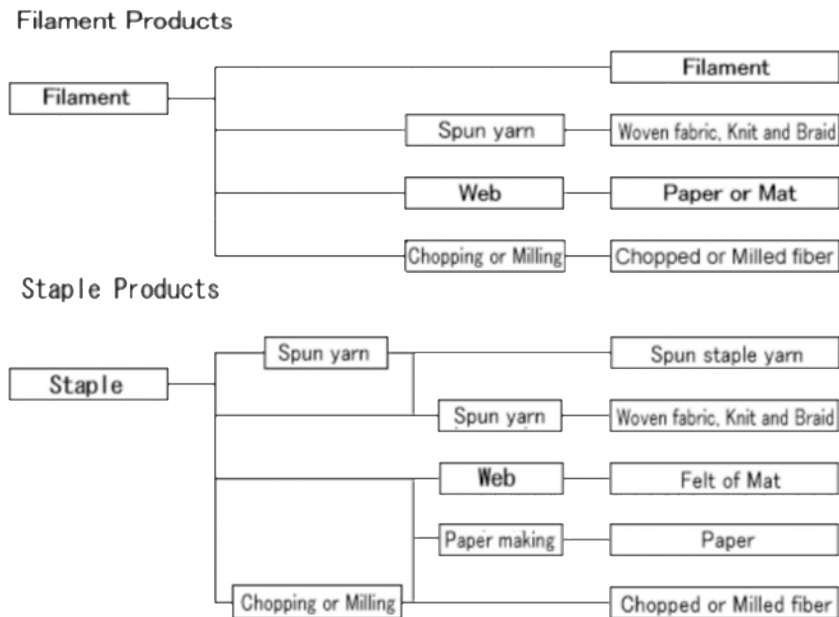 Filament Products
Filament
Filament
Spun yarn
Woven fabric, Knit and Braid
Web
Paper or Mat
Chopping or Milling
Chopped or Milled fiber
Staple Products
Spun yarn
Spun staple yarn
Staple
Spun yarn
Woven fabric, Knit and Braid
Web
Felt of Mat
Paper making
Paper
Chopping or Milling
Chopped or Milled fiber